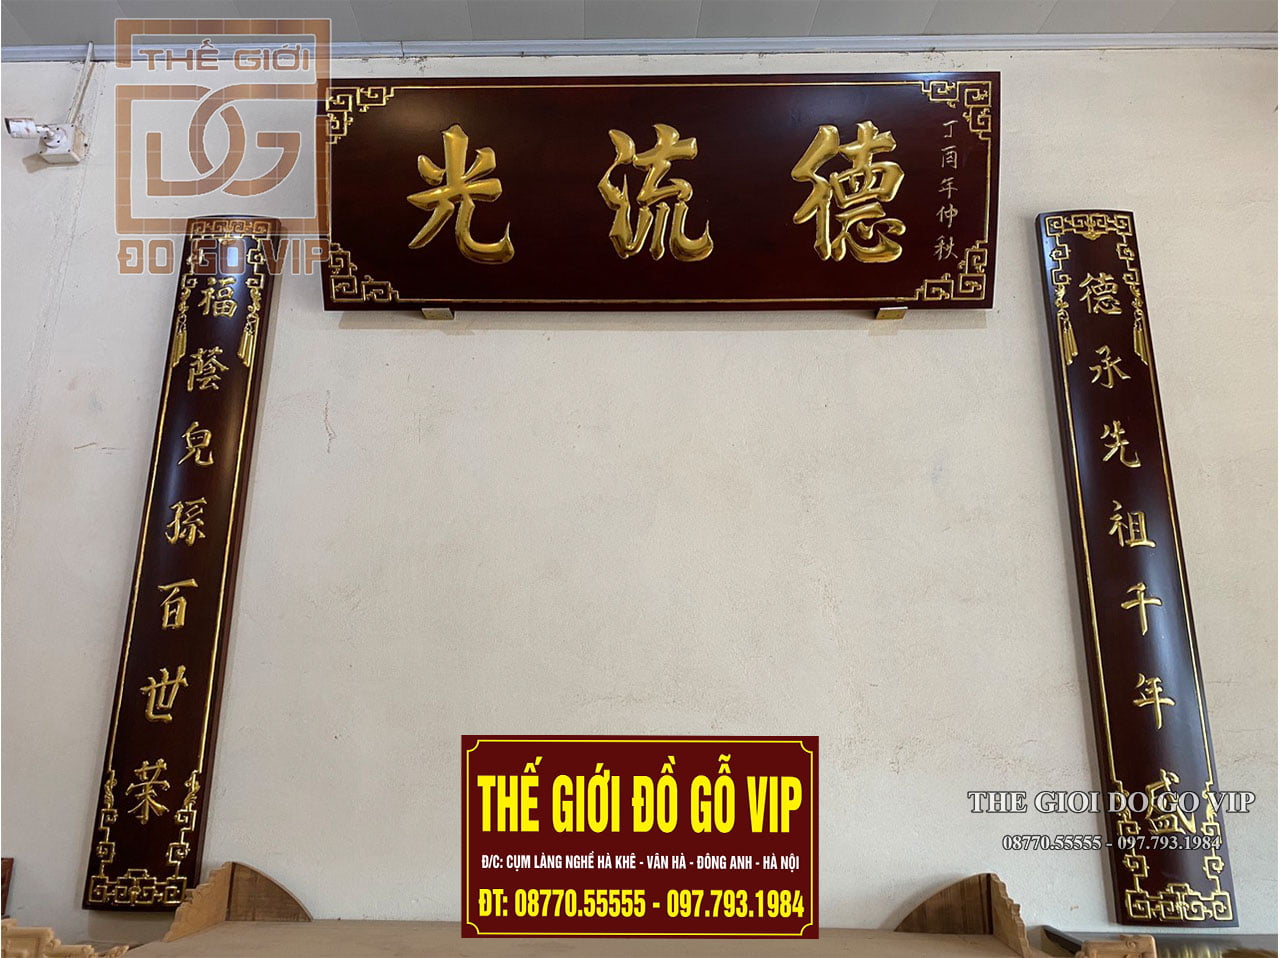 THẾ GIỚI
DG
ĐO GO VIP
德流光
丁酉年仲秋
德承先祖千年盛
福蔭兒孫百世荣
THẾ GIỚI ĐỒ GỖ VIP
Đ/C: CỤM LÀNG NGHỀ HÀ KHÊ - VÂN HÀ - ĐÔNG ANH - HÀ NỘI
ĐT: 08770.55555 - 097.793.1984
THE GIOI DO GO VIP
08770.55555 - 097.793.1984